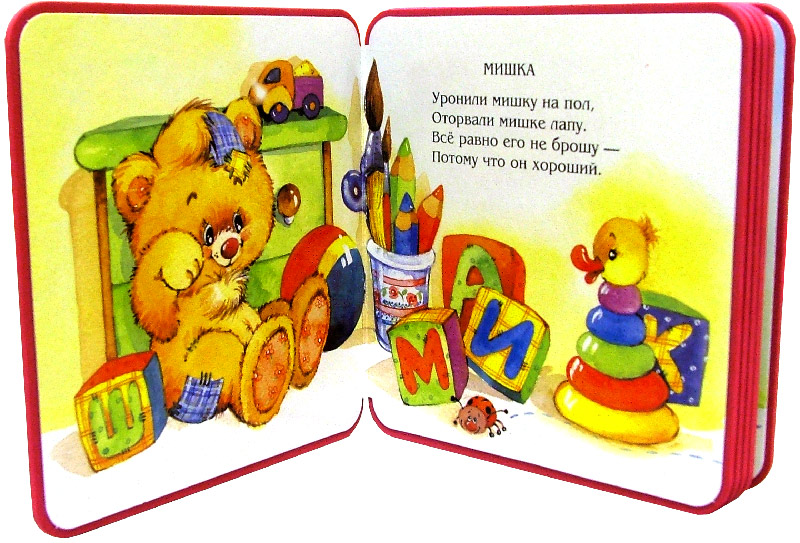 МИШКА
Уронили мишку на пол,
Оторвали мишке лапу.
Всё равно его не брошу —
Потому что он хороший.
Ш
А
М
И
К